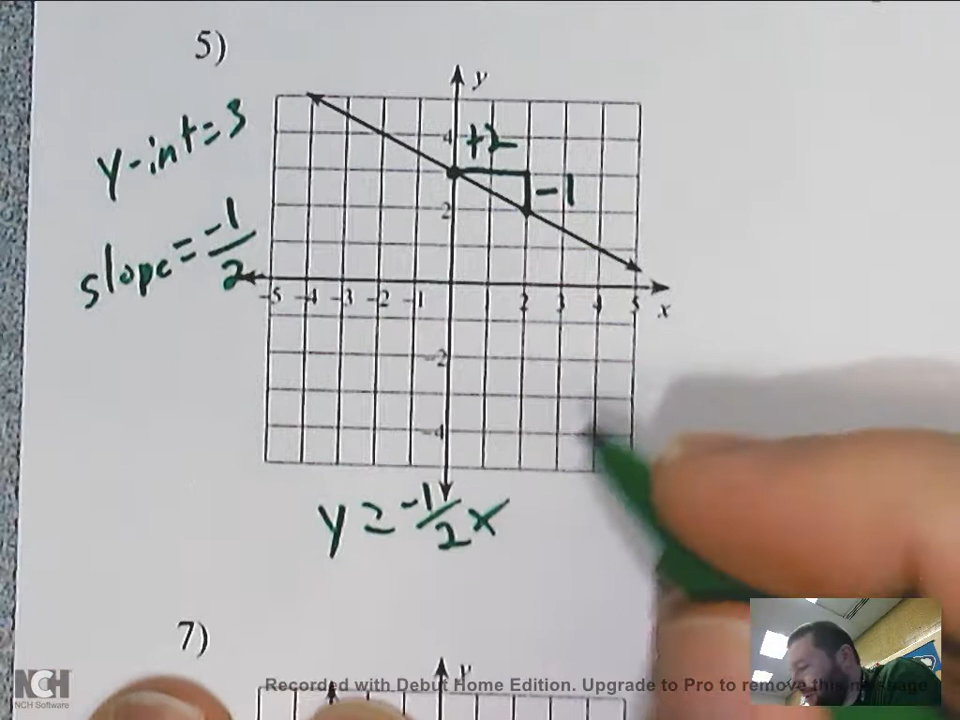 5)
y
y-int=3
4
+2
-1
2
slope=-1/2
-5 -4 -3 -2 -1 2 3 4 5
x
-2
-4
y=-1/2x
7)
y
NCH
NCH Software
Recorded with Debut Home Edition. Upgrade to Pro to remove this message